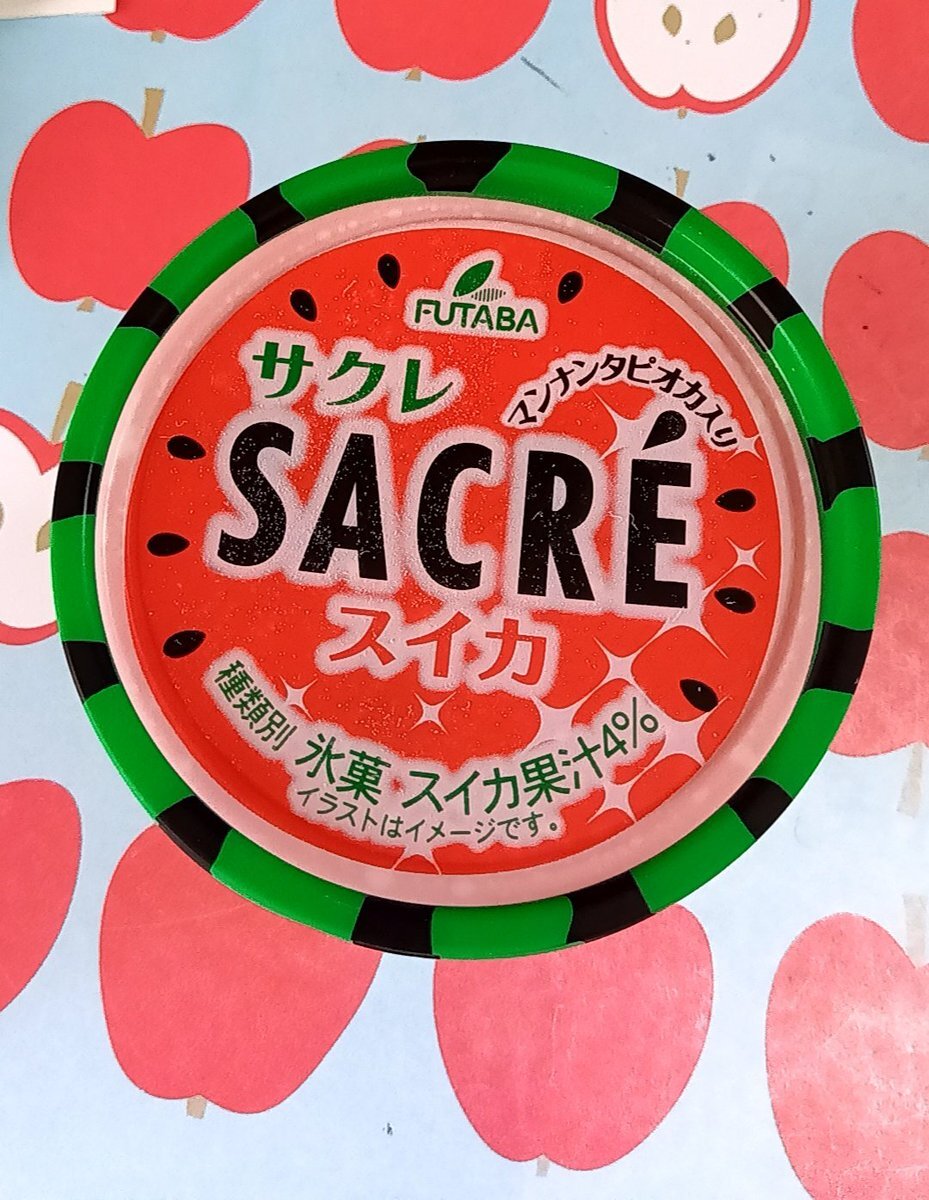 FUTABA
サクレ
マンナンタピオカ入り
SACRÉ
スイカ
種類別 氷菓 スイカ果汁4%
イラストはイメージです。